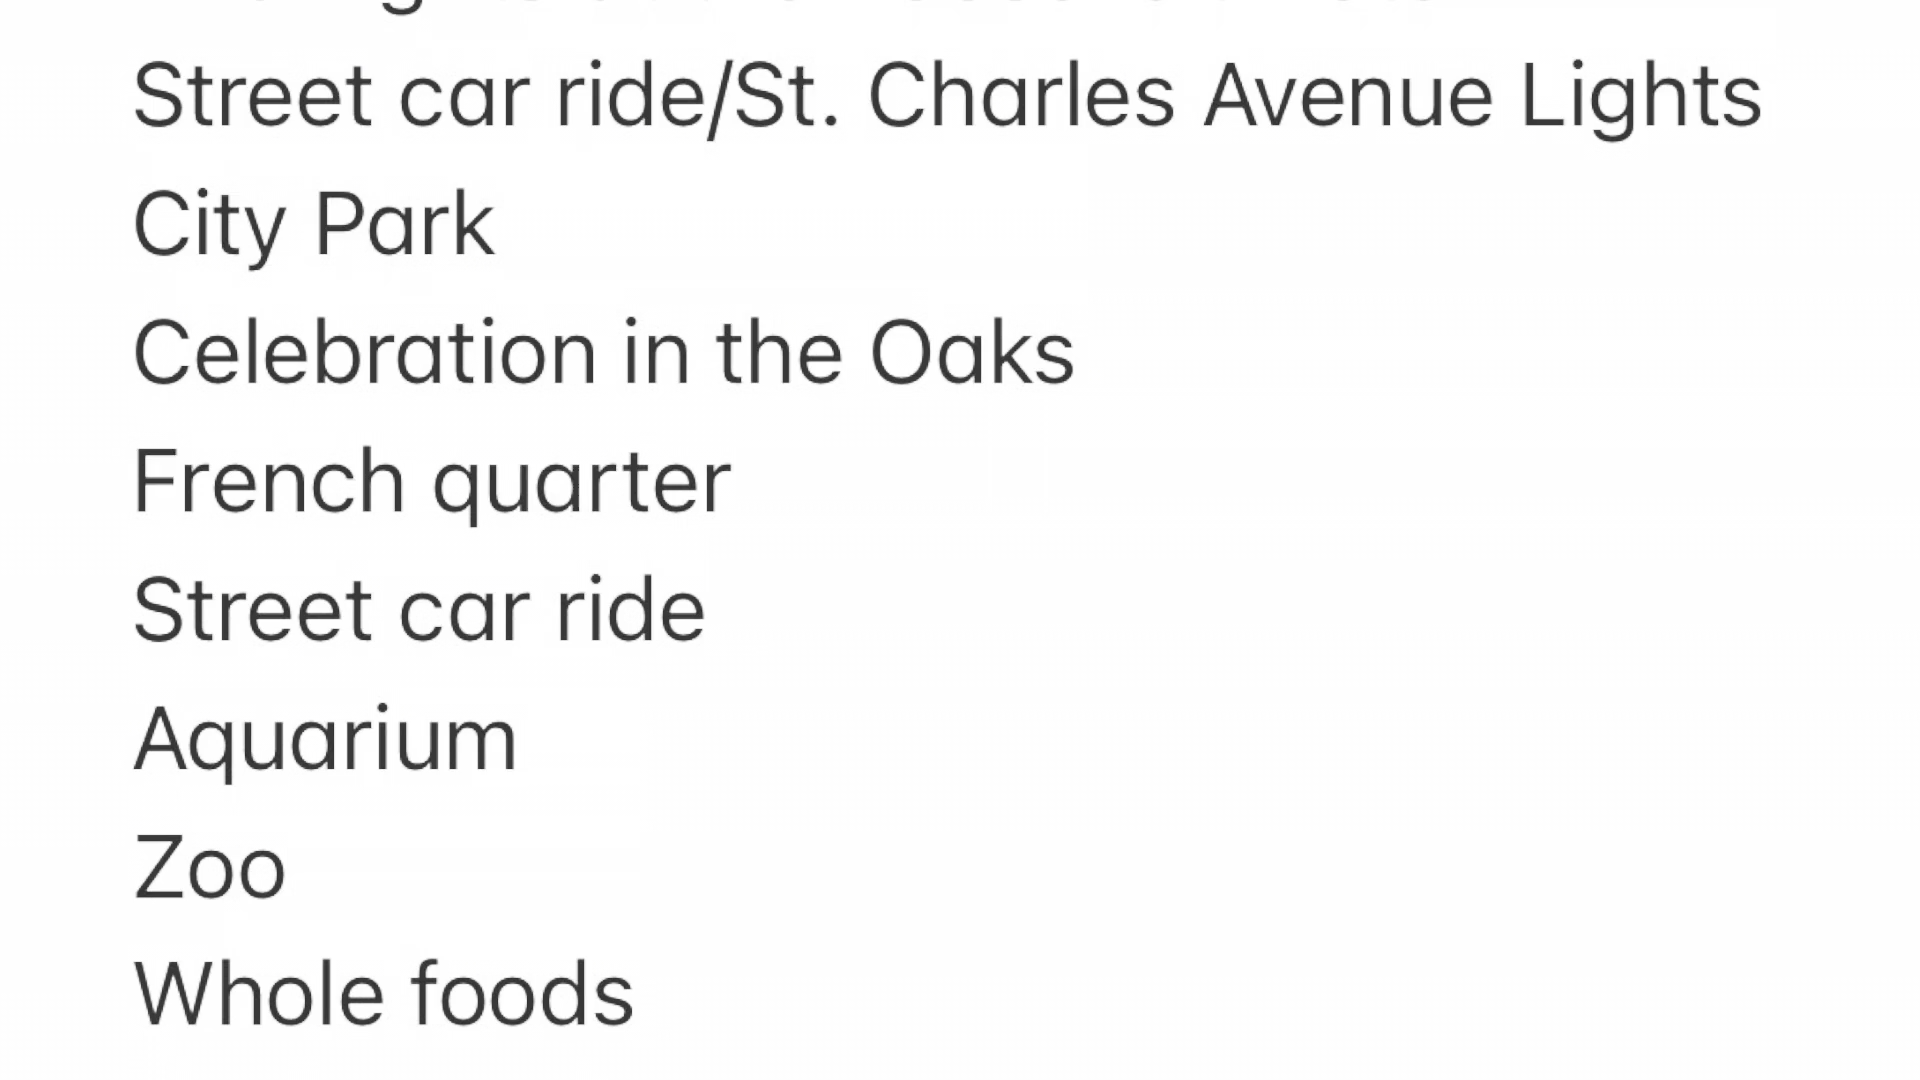 Street car ride/St. Charles Avenue Lights
City Park
Celebration in the Oaks
French quarter
Street car ride
Aquarium
Zoo
Whole foods